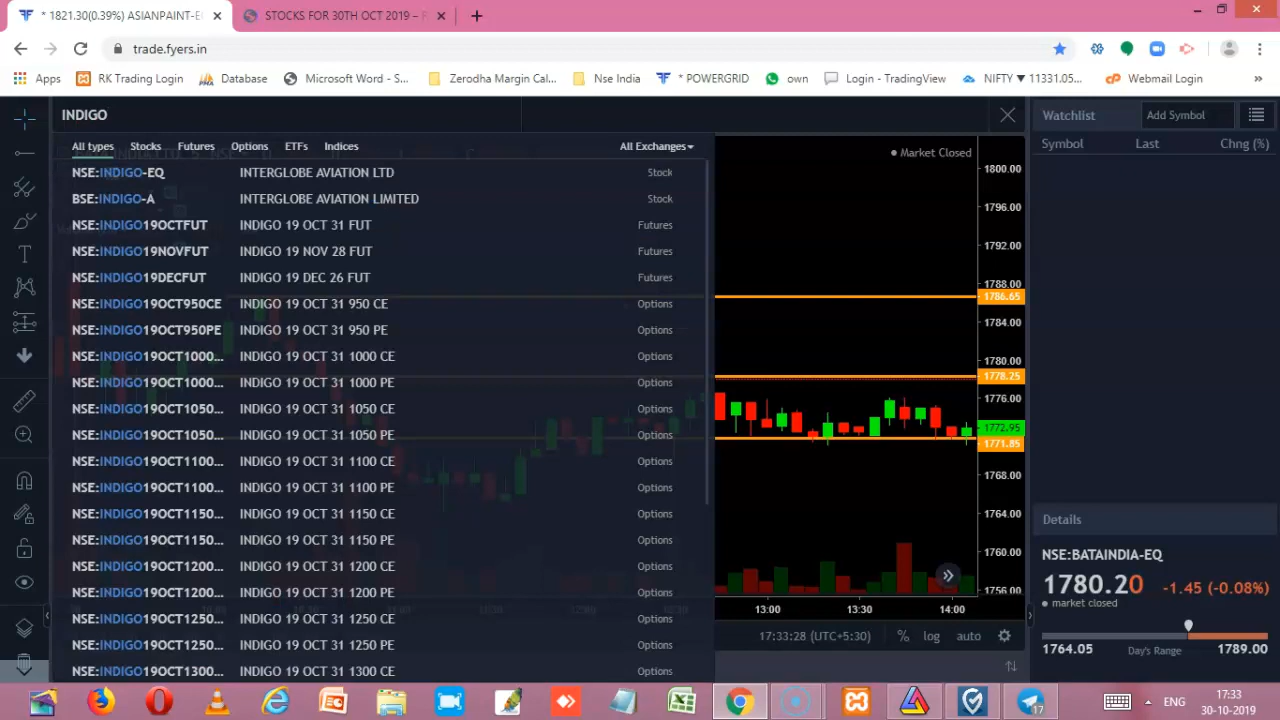 * 1821.30(0.39%) ASIANPAINT-E
STOCKS FOR 30TH OCT 2019 –
trade.fyers.in
Apps
RK Trading Login
Database
Microsoft Word - S...
Zerodha Margin Cal...
Nse India
* POWERGRID
own
Login - TradingView
NIFTY ▼ 11331.05...
Webmail Login
»
INDIGO
All types Stocks Futures Options ETFs Indices All Exchanges
NSE:INDIGO-EQ INTERGLOBE AVIATION LTD Stock
BSE:INDIGO-A INTERGLOBE AVIATION LIMITED Stock
NSE:INDIGO19OCTFUT INDIGO 19 OCT 31 FUT Futures
NSE:INDIGO19NOVFUT INDIGO 19 NOV 28 FUT Futures
NSE:INDIGO19DECFUT INDIGO 19 DEC 26 FUT Futures
NSE:INDIGO19OCT950CE INDIGO 19 OCT 31 950 CE Options
NSE:INDIGO19OCT950PE INDIGO 19 OCT 31 950 PE Options
NSE:INDIGO19OCT1000... INDIGO 19 OCT 31 1000 CE Options
NSE:INDIGO19OCT1000... INDIGO 19 OCT 31 1000 PE Options
NSE:INDIGO19OCT1050... INDIGO 19 OCT 31 1050 CE Options
NSE:INDIGO19OCT1050... INDIGO 19 OCT 31 1050 PE Options
NSE:INDIGO19OCT1100... INDIGO 19 OCT 31 1100 CE Options
NSE:INDIGO19OCT1100... INDIGO 19 OCT 31 1100 PE Options
NSE:INDIGO19OCT1150... INDIGO 19 OCT 31 1150 CE Options
NSE:INDIGO19OCT1150... INDIGO 19 OCT 31 1150 PE Options
NSE:INDIGO19OCT1200... INDIGO 19 OCT 31 1200 CE Options
NSE:INDIGO19OCT1200... INDIGO 19 OCT 31 1200 PE Options
NSE:INDIGO19OCT1250... INDIGO 19 OCT 31 1250 CE Options
NSE:INDIGO19OCT1250... INDIGO 19 OCT 31 1250 PE Options
NSE:INDIGO19OCT1300... INDIGO 19 OCT 31 1300 CE Options
Market Closed
1800.00
1796.00
1792.00
1788.00
1786.65
1784.00
1780.00
1778.25
1776.00
1772.95
1771.85
1768.00
1764.00
1760.00
1756.00
13:00 13:30 14:00
17:33:28 (UTC+5:30) % log auto
Watchlist Add Symbol
Symbol Last Chng (%)
Details
NSE:BATAINDIA-EQ
1780.20 -1.45 (-0.08%)
market closed
1764.05 Day's Range 1789.00
17
ENG
17:33
30-10-2019